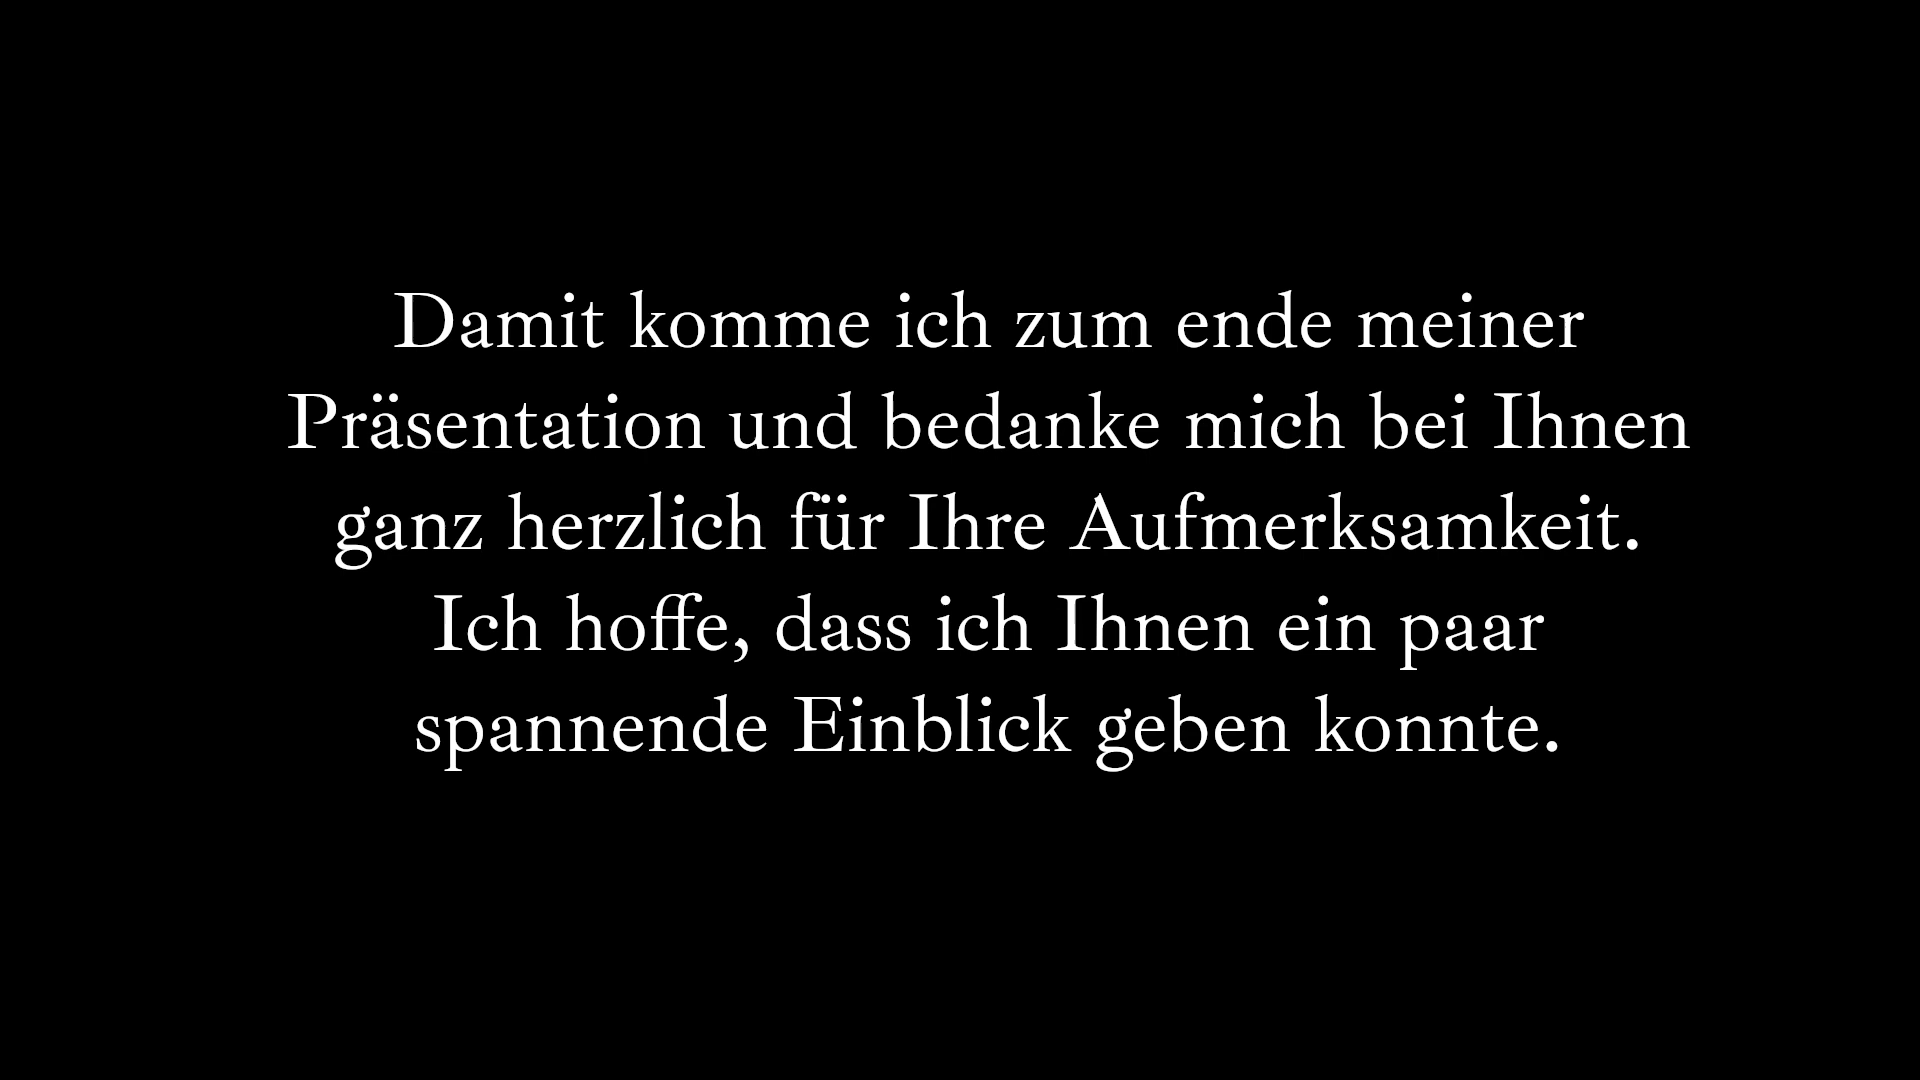 Damit komme ich zum ende meiner
Präsentation und bedanke mich bei Ihnen
ganz herzlich für Ihre Aufmerksamkeit.
Ich hoffe, dass ich Ihnen ein paar
spannende Einblick geben konnte.